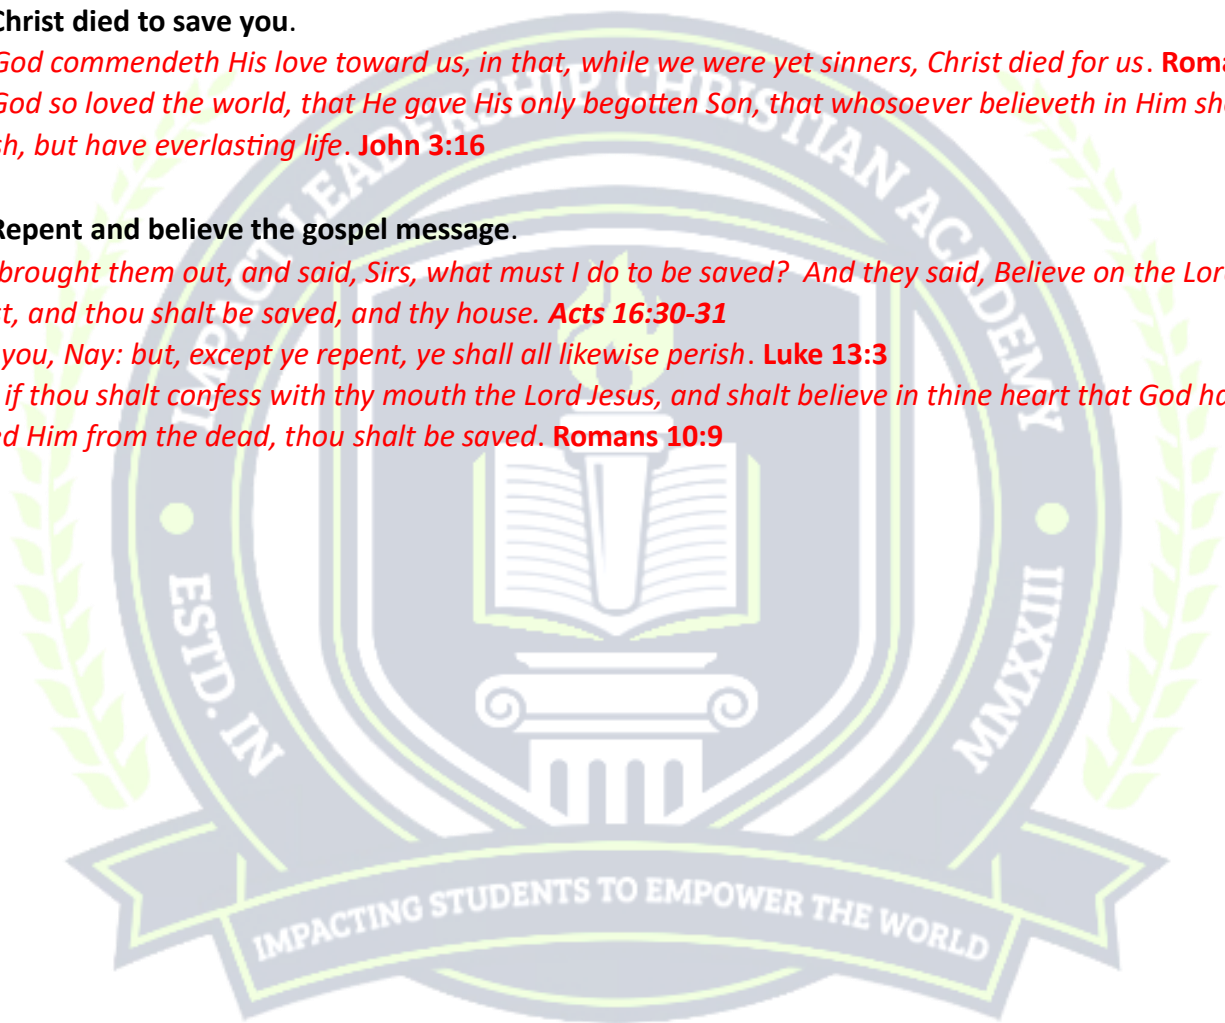 Christ died to save you.
God commendeth His love toward us, in that, while we were yet sinners, Christ died for us. Roma
God so loved the world, that He gave His only begotten Son, that whosoever believeth in Him sh
sh, but have everlasting life. John 3:16
Repent and believe the gospel message.
brought them out, and said, Sirs, what must I do to be saved? And they said, Believe on the Lor
t, and thou shalt be saved, and thy house. Acts 16:30-31
you, Nay: but, except ye repent, ye shall all likewise perish. Luke 13:3
if thou shalt confess with thy mouth the Lord Jesus, and shalt believe in thine heart that God ha
ed Him from the dead, thou shalt be saved. Romans 10:9
IMPACT LEADERSHIP CHRISTIAN ACADEMY
ESTD. IN
MMXXIII
IMPACTING STUDENTS TO EMPOWER THE WORLD